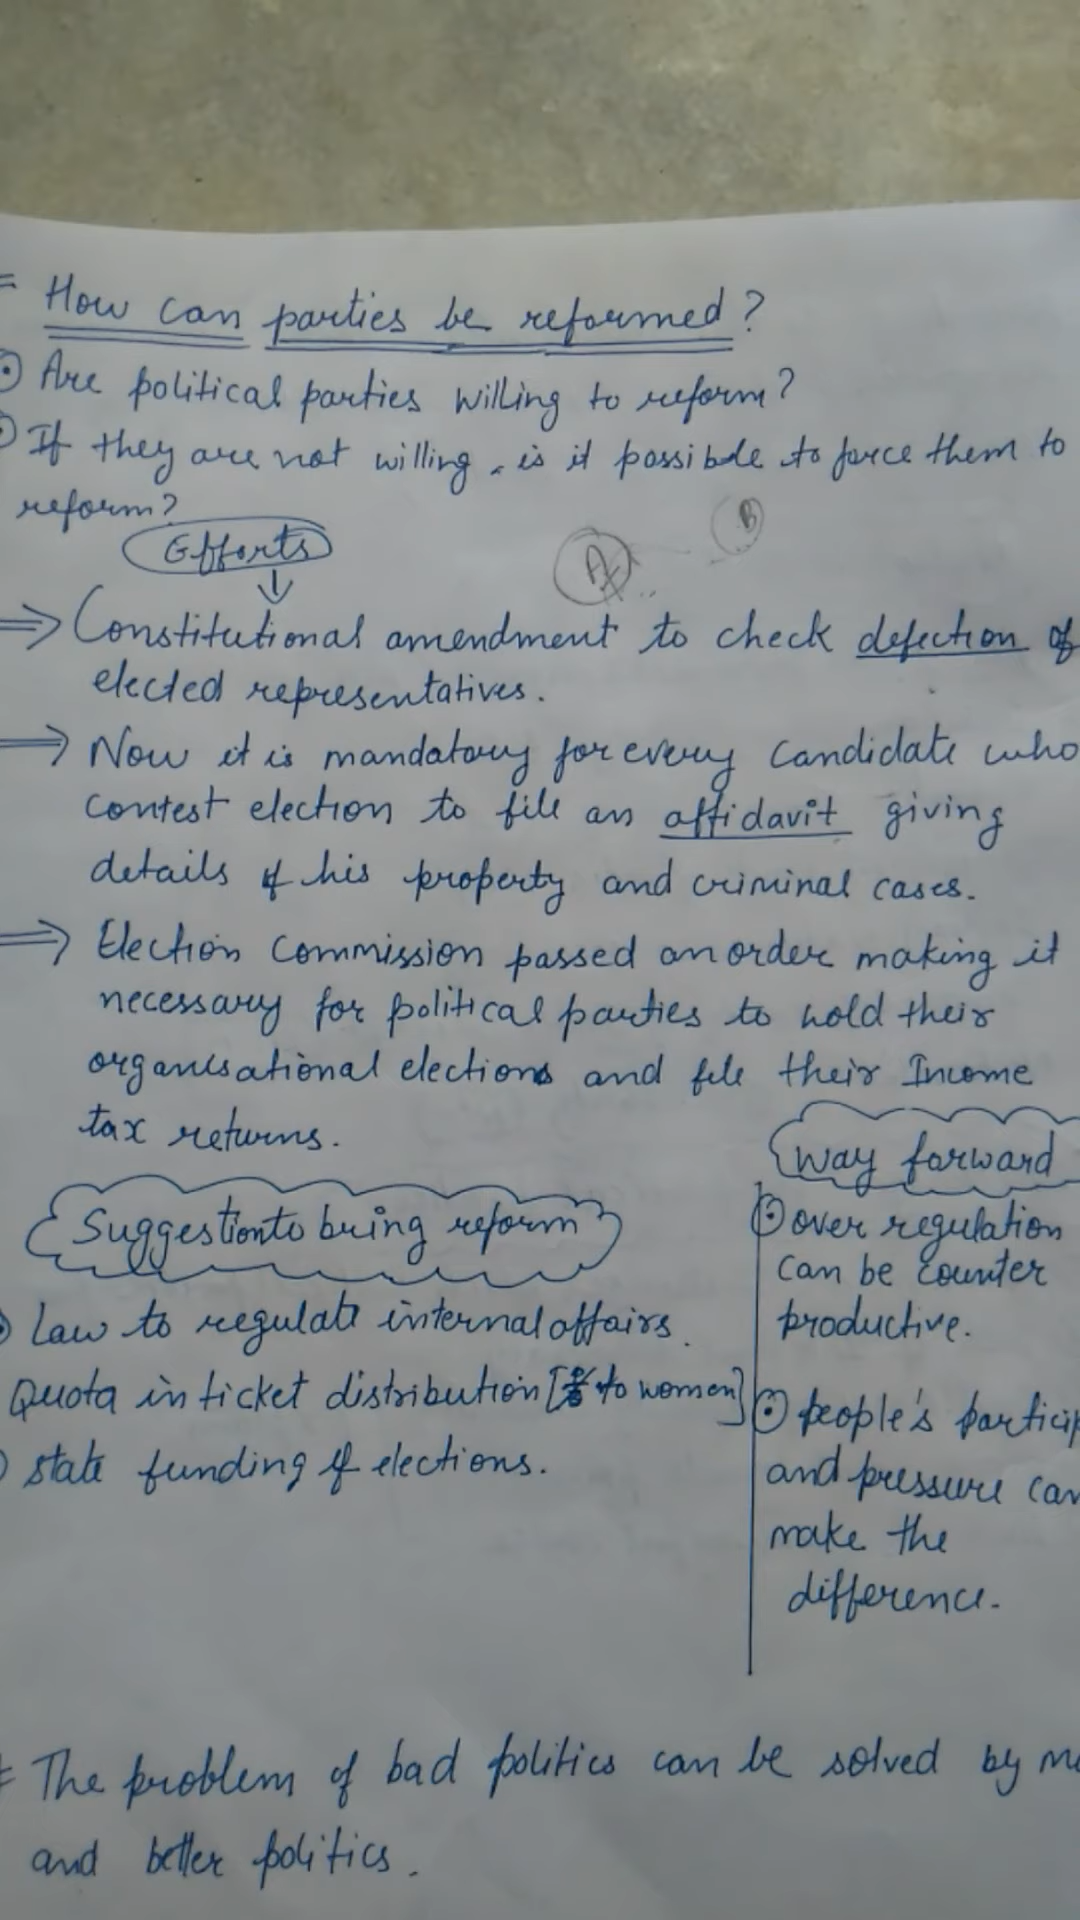 How can parties be reformed?
Are political parties willing to reform?
If they are not willing, is it possible to force them to
reform?
B
A
Efforts
Constitutional amendment to check defection of
elected representatives.
Now it is mandatory for every candidate who
contest election to file an affidavit giving
details of his property and criminal cases.
Election Commission passed an order making it
necessary for political parties to hold their
organisational elections and file their Income
tax returns.
Suggestion to bring reform
Law to regulate internal affairs.
Quota in ticket distribution [ to women]
state funding of elections.
Way forward
over regulation
can be counter
productive.
people's particip
and pressure can
make the
difference.
The problem of bad politics can be solved by
and better politics.